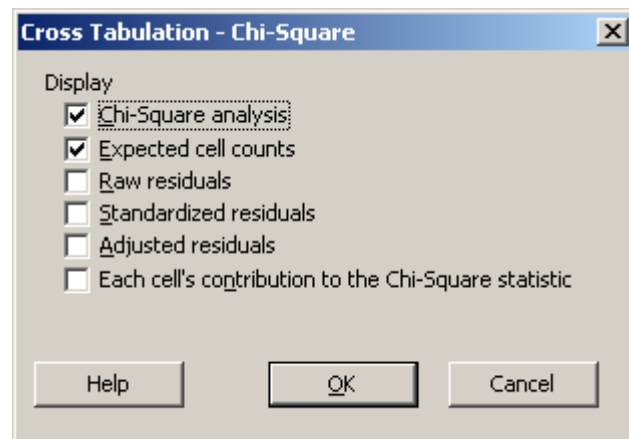 Cross Tabulation - Chi-Square
Display
Chi-Square analysis
Expected cell counts
Raw residuals
Standardized residuals
Adjusted residuals
Each cell's contribution to the Chi-Square statistic
Help OK Cancel